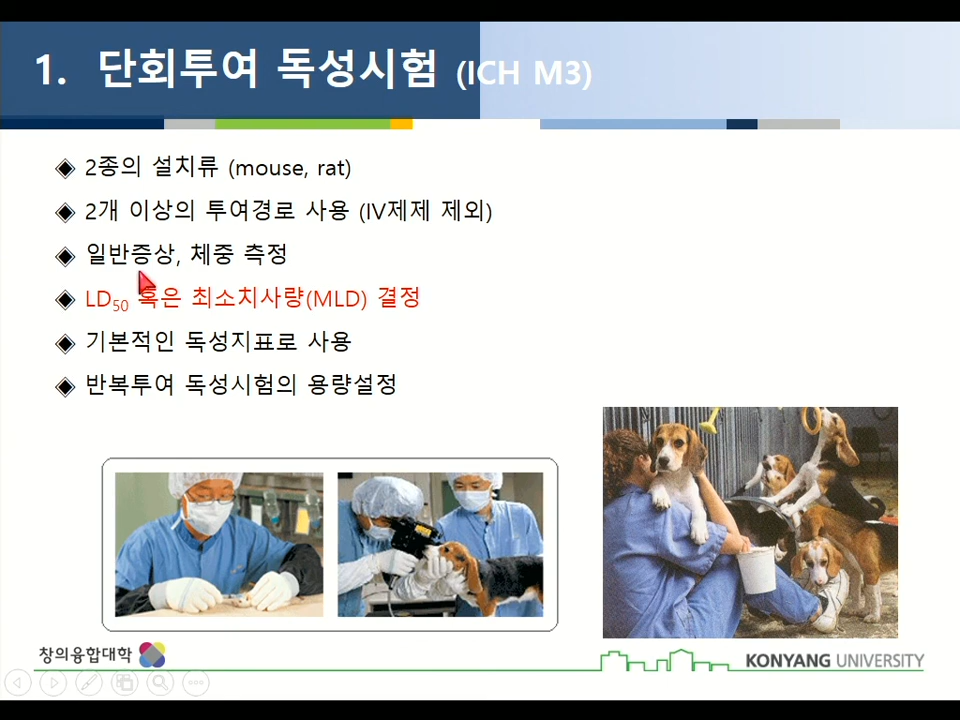 1. 단회투여 독성시험 (ICH M3)
◈ 2종의 설치류 (mouse, rat)
◈ 2개 이상의 투여경로 사용 (IV제제 제외)
◈ 일반증상, 체중 측정
◈ LD50 혹은 최소치사량(MLD) 결정
◈ 기본적인 독성지표로 사용
◈ 반복투여 독성시험의 용량설정
창의융합대학
KONYANG UNIVERSITY